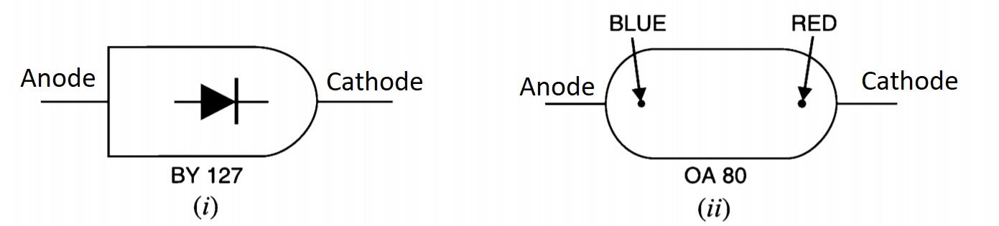 Anode
Cathode
BY 127
(i)
BLUE
RED
Anode
Cathode
OA 80
(ii)